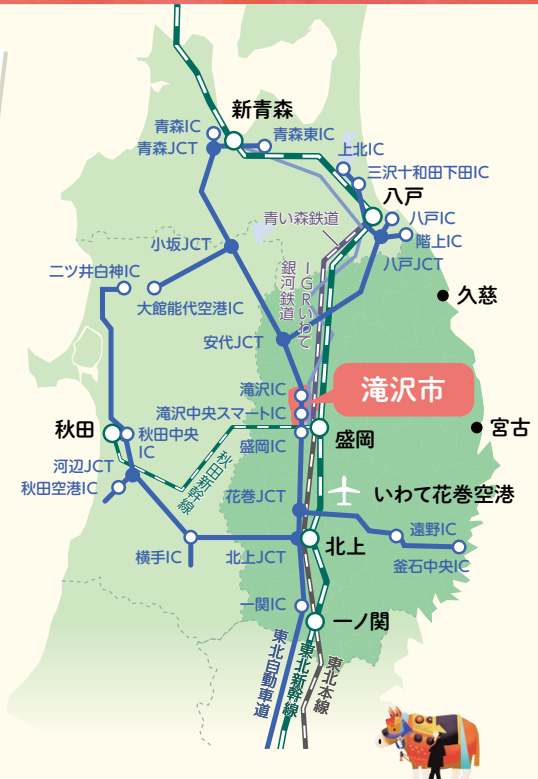 新青森
青森IC
青森JCT
青森東IC
上北IC
三沢十和田下田IC
八戸
八戸IC
階上IC
八戸JCT
青い森鉄道
小坂JCT
二ツ井白神IC
大館能代空港IC
IGRいわて
銀河鉄道
久慈
安代JCT
滝沢IC
滝沢市
滝沢中央スマートIC
秋田
秋田中央
IC
盛岡IC
盛岡
宮古
河辺JCT
秋田空港IC
秋田新幹線
花巻JCT
いわて花巻空港
遠野IC
釜石中央IC
横手IC
北上JCT
北上
一関IC
一ノ関
東北自動車道
東北新幹線
東北本線